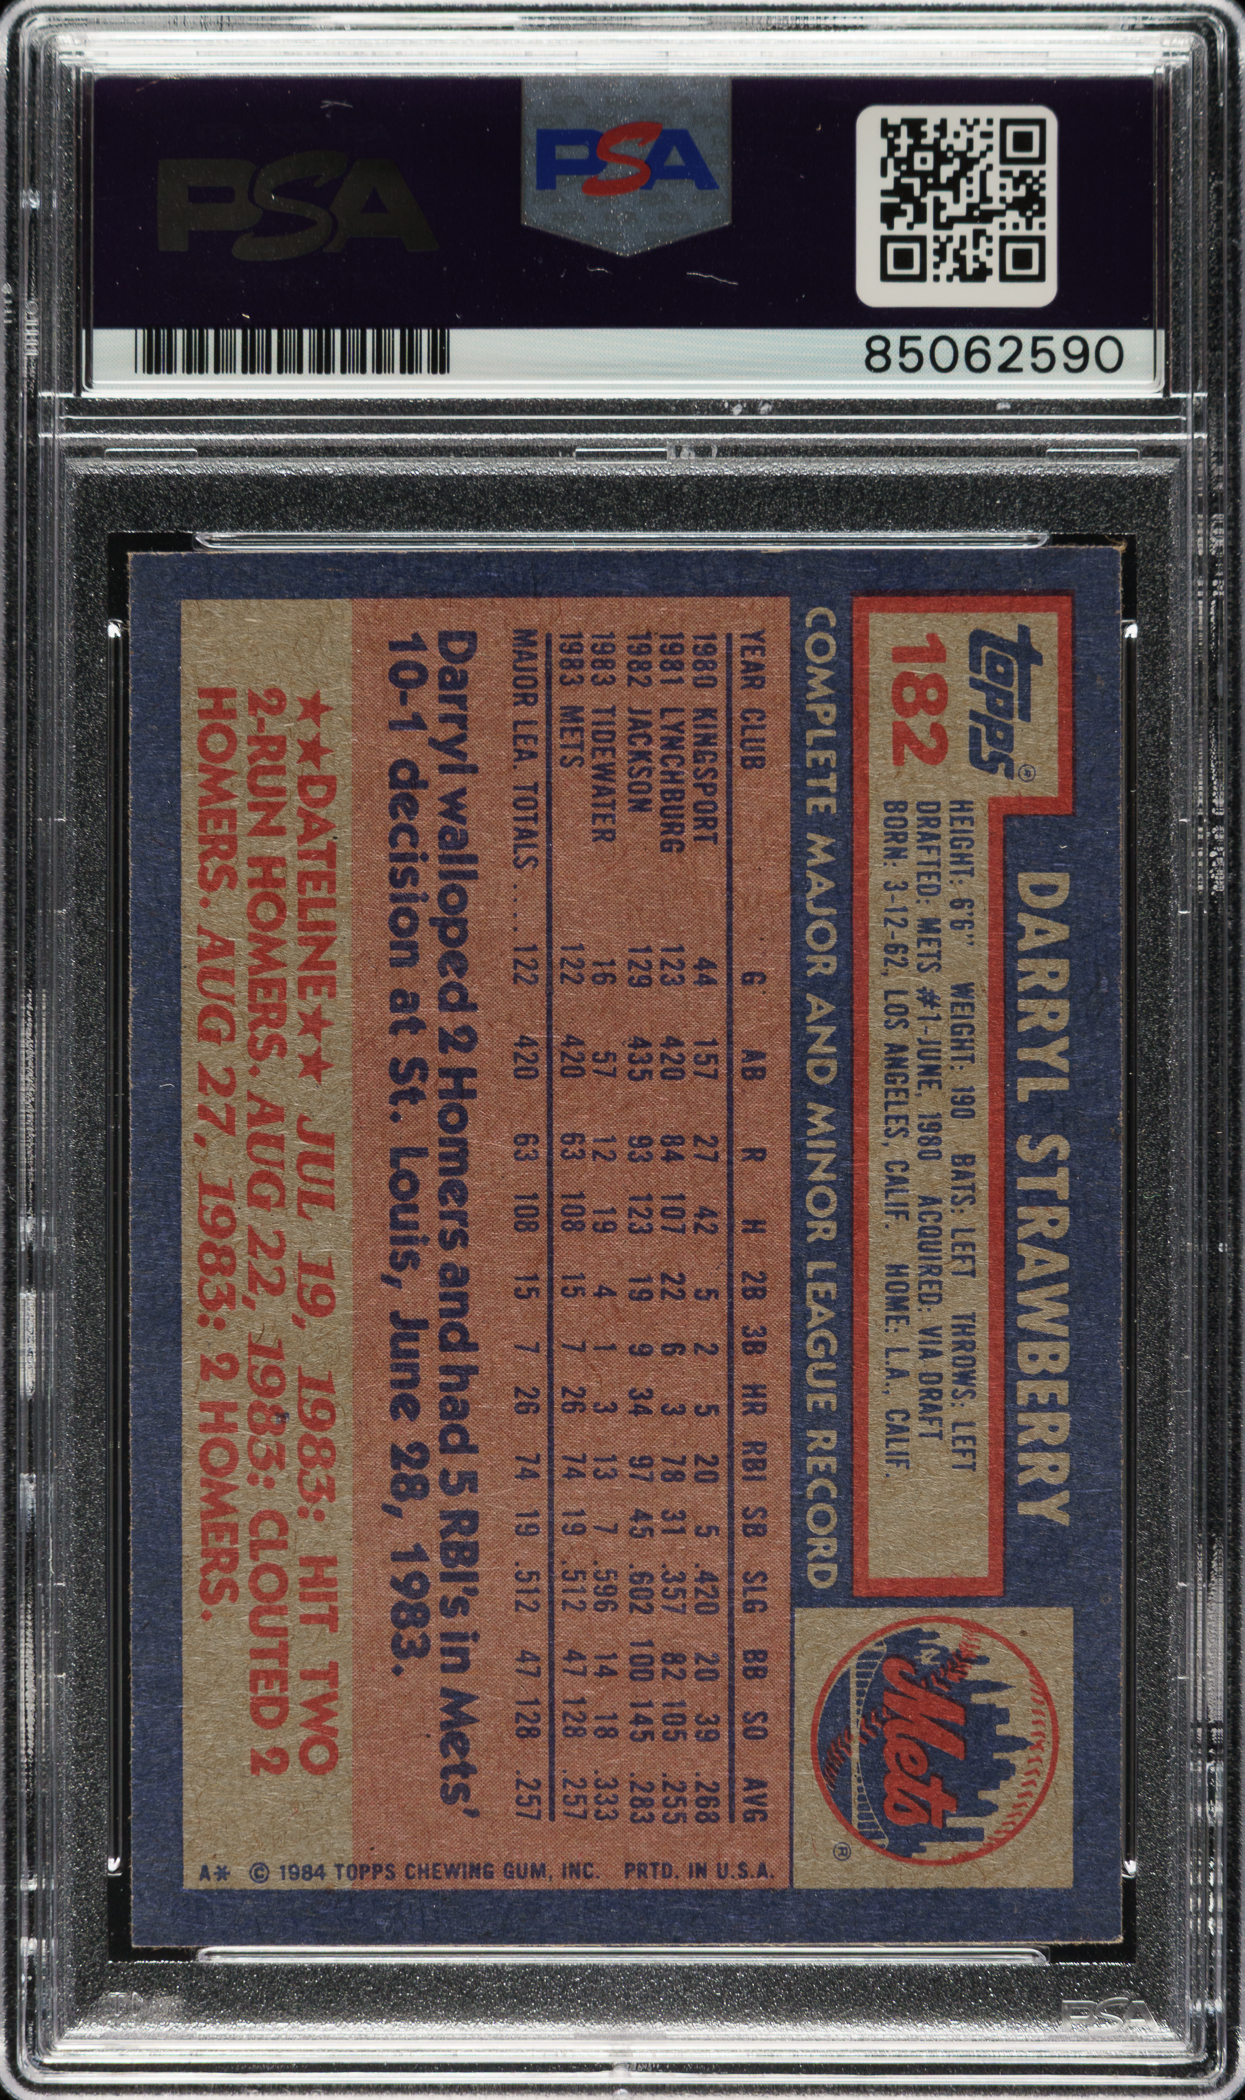 PSA
PSA
85062590
topps®
182
DARRYL STRAWBERRY
HEIGHT: 6'6" WEIGHT: 190 BATS: LEFT THROWS: LEFT
DRAFTED: METS #1-JUNE, 1980 ACQUIRED: VIA DRAFT
BORN: 3-12-62, LOS ANGELES, CALIF. HOME: L.A., CALIF.
Mets ®
COMPLETE MAJOR AND MINOR LEAGUE RECORD
YEAR CLUB G AB R H 2B 3B HR RBI SB SLG BB SO AVG
1980 KINGSPORT 44 157 27 42 5 2 5 20 5 .420 20 39 .268
1981 LYNCHBURG 123 420 84 107 22 6 3 78 31 .357 82 105 .255
1982 JACKSON 129 435 93 123 19 9 34 97 45 .602 100 145 .283
1983 TIDEWATER 16 57 12 19 4 1 3 13 7 .596 14 18 .333
1983 METS 122 420 63 108 15 7 26 74 19 .512 47 128 .257
MAJOR LEA. TOTALS .... 122 420 63 108 15 7 26 74 19 .512 47 128 .257
Darryl walloped 2 Homers and had 5 RBI's in Mets'
10-1 decision at St. Louis, June 28, 1983.
★★DATELINE★★ JUL 19, 1983: HIT TWO
2-RUN HOMERS. AUG 22, 1983: CLOUTED 2
HOMERS. AUG 27, 1983: 2 HOMERS.
A* © 1984 TOPPS CHEWING GUM, INC. PRTD. IN U.S.A.
PSA